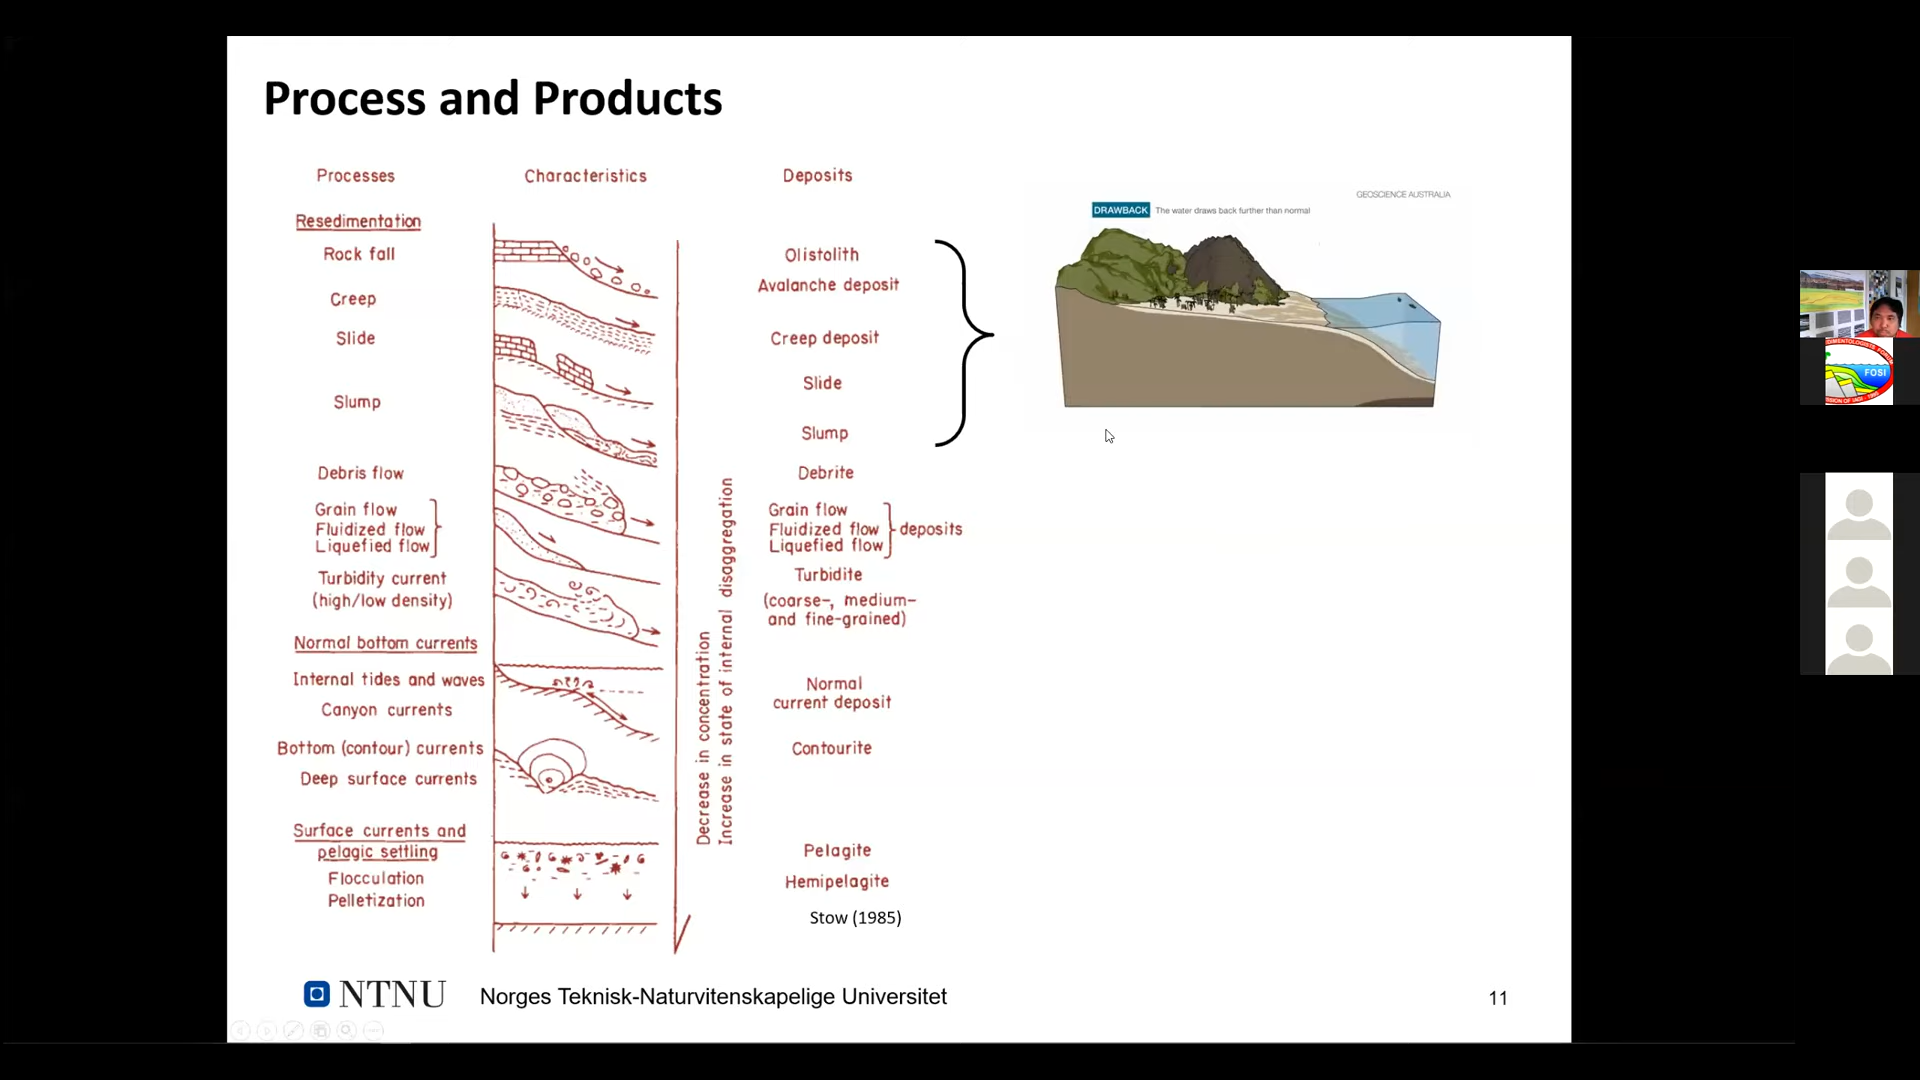 Process and Products
Processes
Characteristics
Deposits
Resedimentation
Rock fall
Creep
Slide
Slump
Debris flow
Grain flow
Fluidized flow
Liquefied flow
Turbidity current
(high/low density)
Normal bottom currents
Internal tides and waves
Canyon currents
Bottom (contour) currents
Deep surface currents
Surface currents and
pelagic settling
Flocculation
Pelletization
Decrease in concentration
Increase in state of internal disaggregation
Olistolith
Avalanche deposit
Creep deposit
Slide
Slump
Debrite
Grain flow
Fluidized flow
Liquefied flow
deposits
Turbidite
(coarse-, medium-
and fine-grained)
Normal
current deposit
Contourite
Pelagite
Hemipelagite
Stow (1985)
GEOSCIENCE AUSTRALIA
DRAWBACK The water draws back further than normal
NTNU Norges Teknisk-Naturvitenskapelige Universitet
11
FOSI